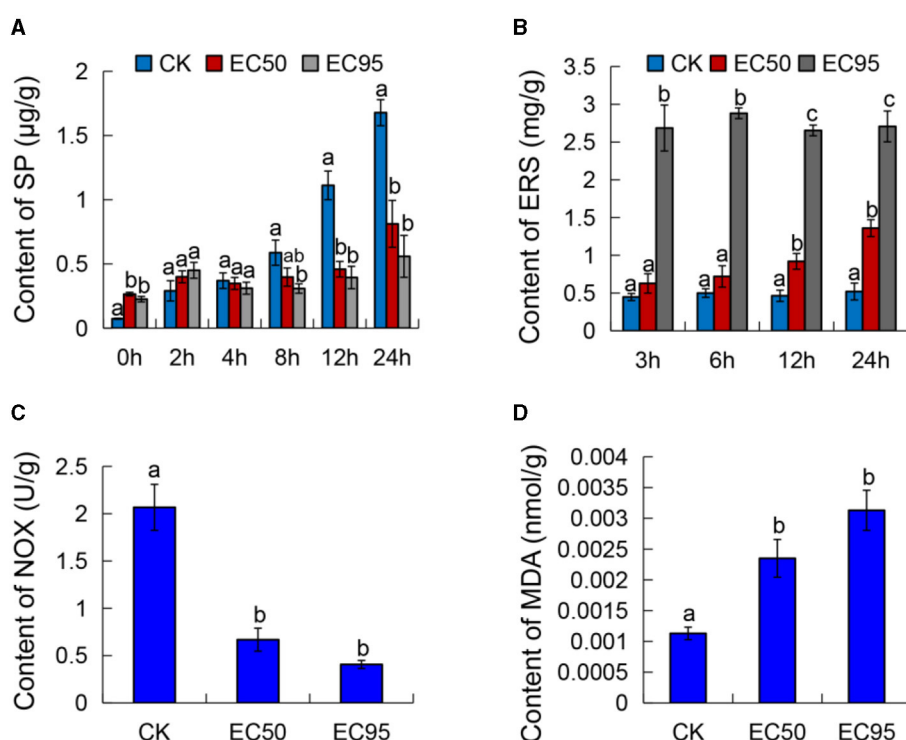 A
CK EC50 EC95
Content of SP (µg/g)
2
1.5
1
0.5
0
a b b
a a a
a a a
a ab b
a b b
a b b
0h 2h 4h 8h 12h 24h
B
CK EC50 EC95
Content of ERS (mg/g)
3.5
3
2.5
2
1.5
1
0.5
0
a a b
a a b
a b c
a b c
3h 6h 12h 24h
C
Content of NOX (U/g)
2.5
2
1.5
1
0.5
0
a b b
CK EC50 EC95
D
Content of MDA (nmol/g)
0.004
0.0035
0.003
0.0025
0.002
0.0015
0.001
0.0005
0
a b b
CK EC50 EC95